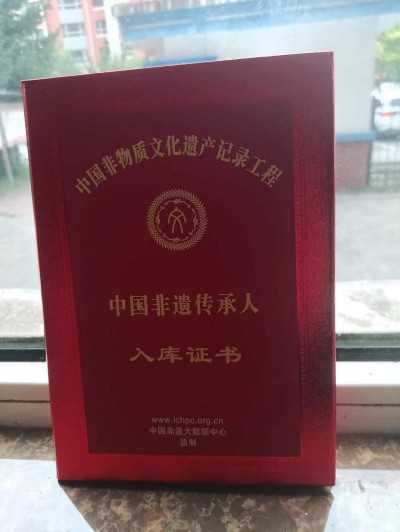 中国非物质文化遗产记录工程
中国非遗传承人
入库证书
www.ichpc.org.cn
中国非遗大数据中心
监制